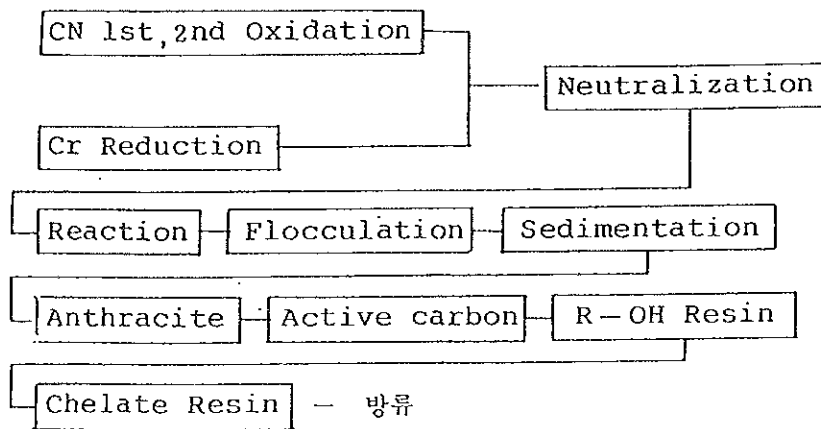 CN 1st,2nd Oxidation
Neutralization
Cr Reduction
Reaction
Flocculation
Sedimentation
Anthracite
Active carbon
R-OH Resin
Chelate Resin - 방류